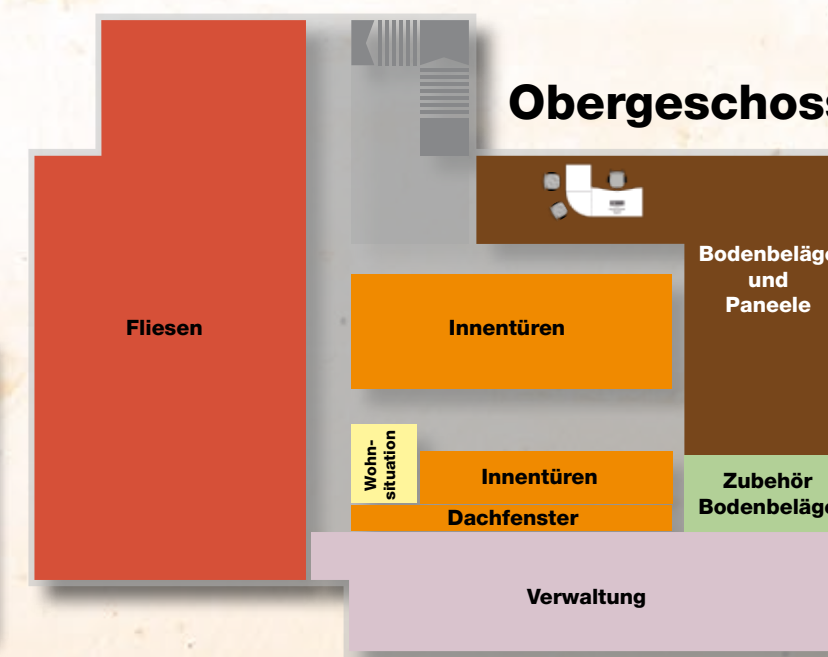 Obergeschoss
Bodenbeläge
und
Paneele
Fliesen
Innentüren
Wohn-
situation
Innentüren
Zubehör
Bodenbeläge
Dachfenster
Verwaltung